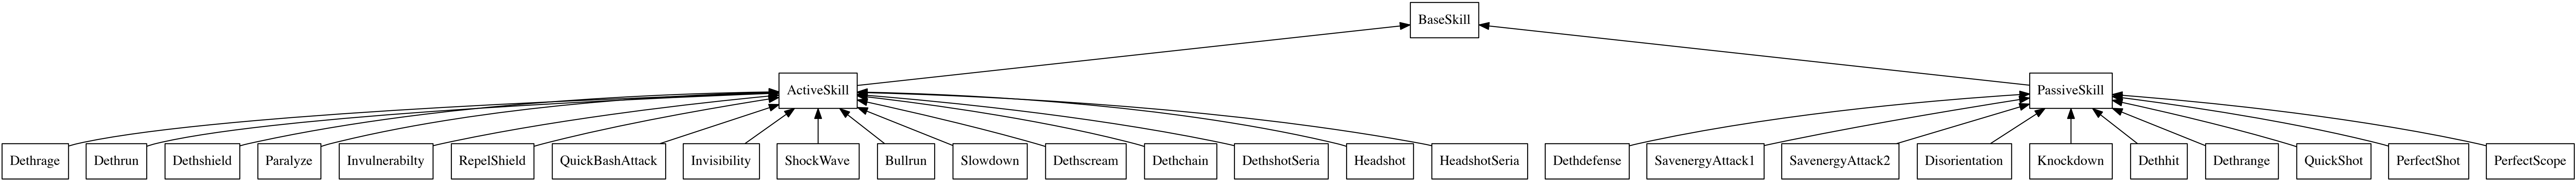 BaseSkill
ActiveSkill
PassiveSkill
Dethrage
Dethrun
Dethshield
Paralyze
Invulnerabilty
RepelShield
QuickBashAttack
Invisibility
ShockWave
Bullrun
Slowdown
Dethscream
Dethchain
DethshotSeria
Headshot
HeadshotSeria
Dethdefense
SavenergyAttack1
SavenergyAttack2
Disorientation
Knockdown
Dethhit
Dethrange
QuickShot
PerfectShot
PerfectScope